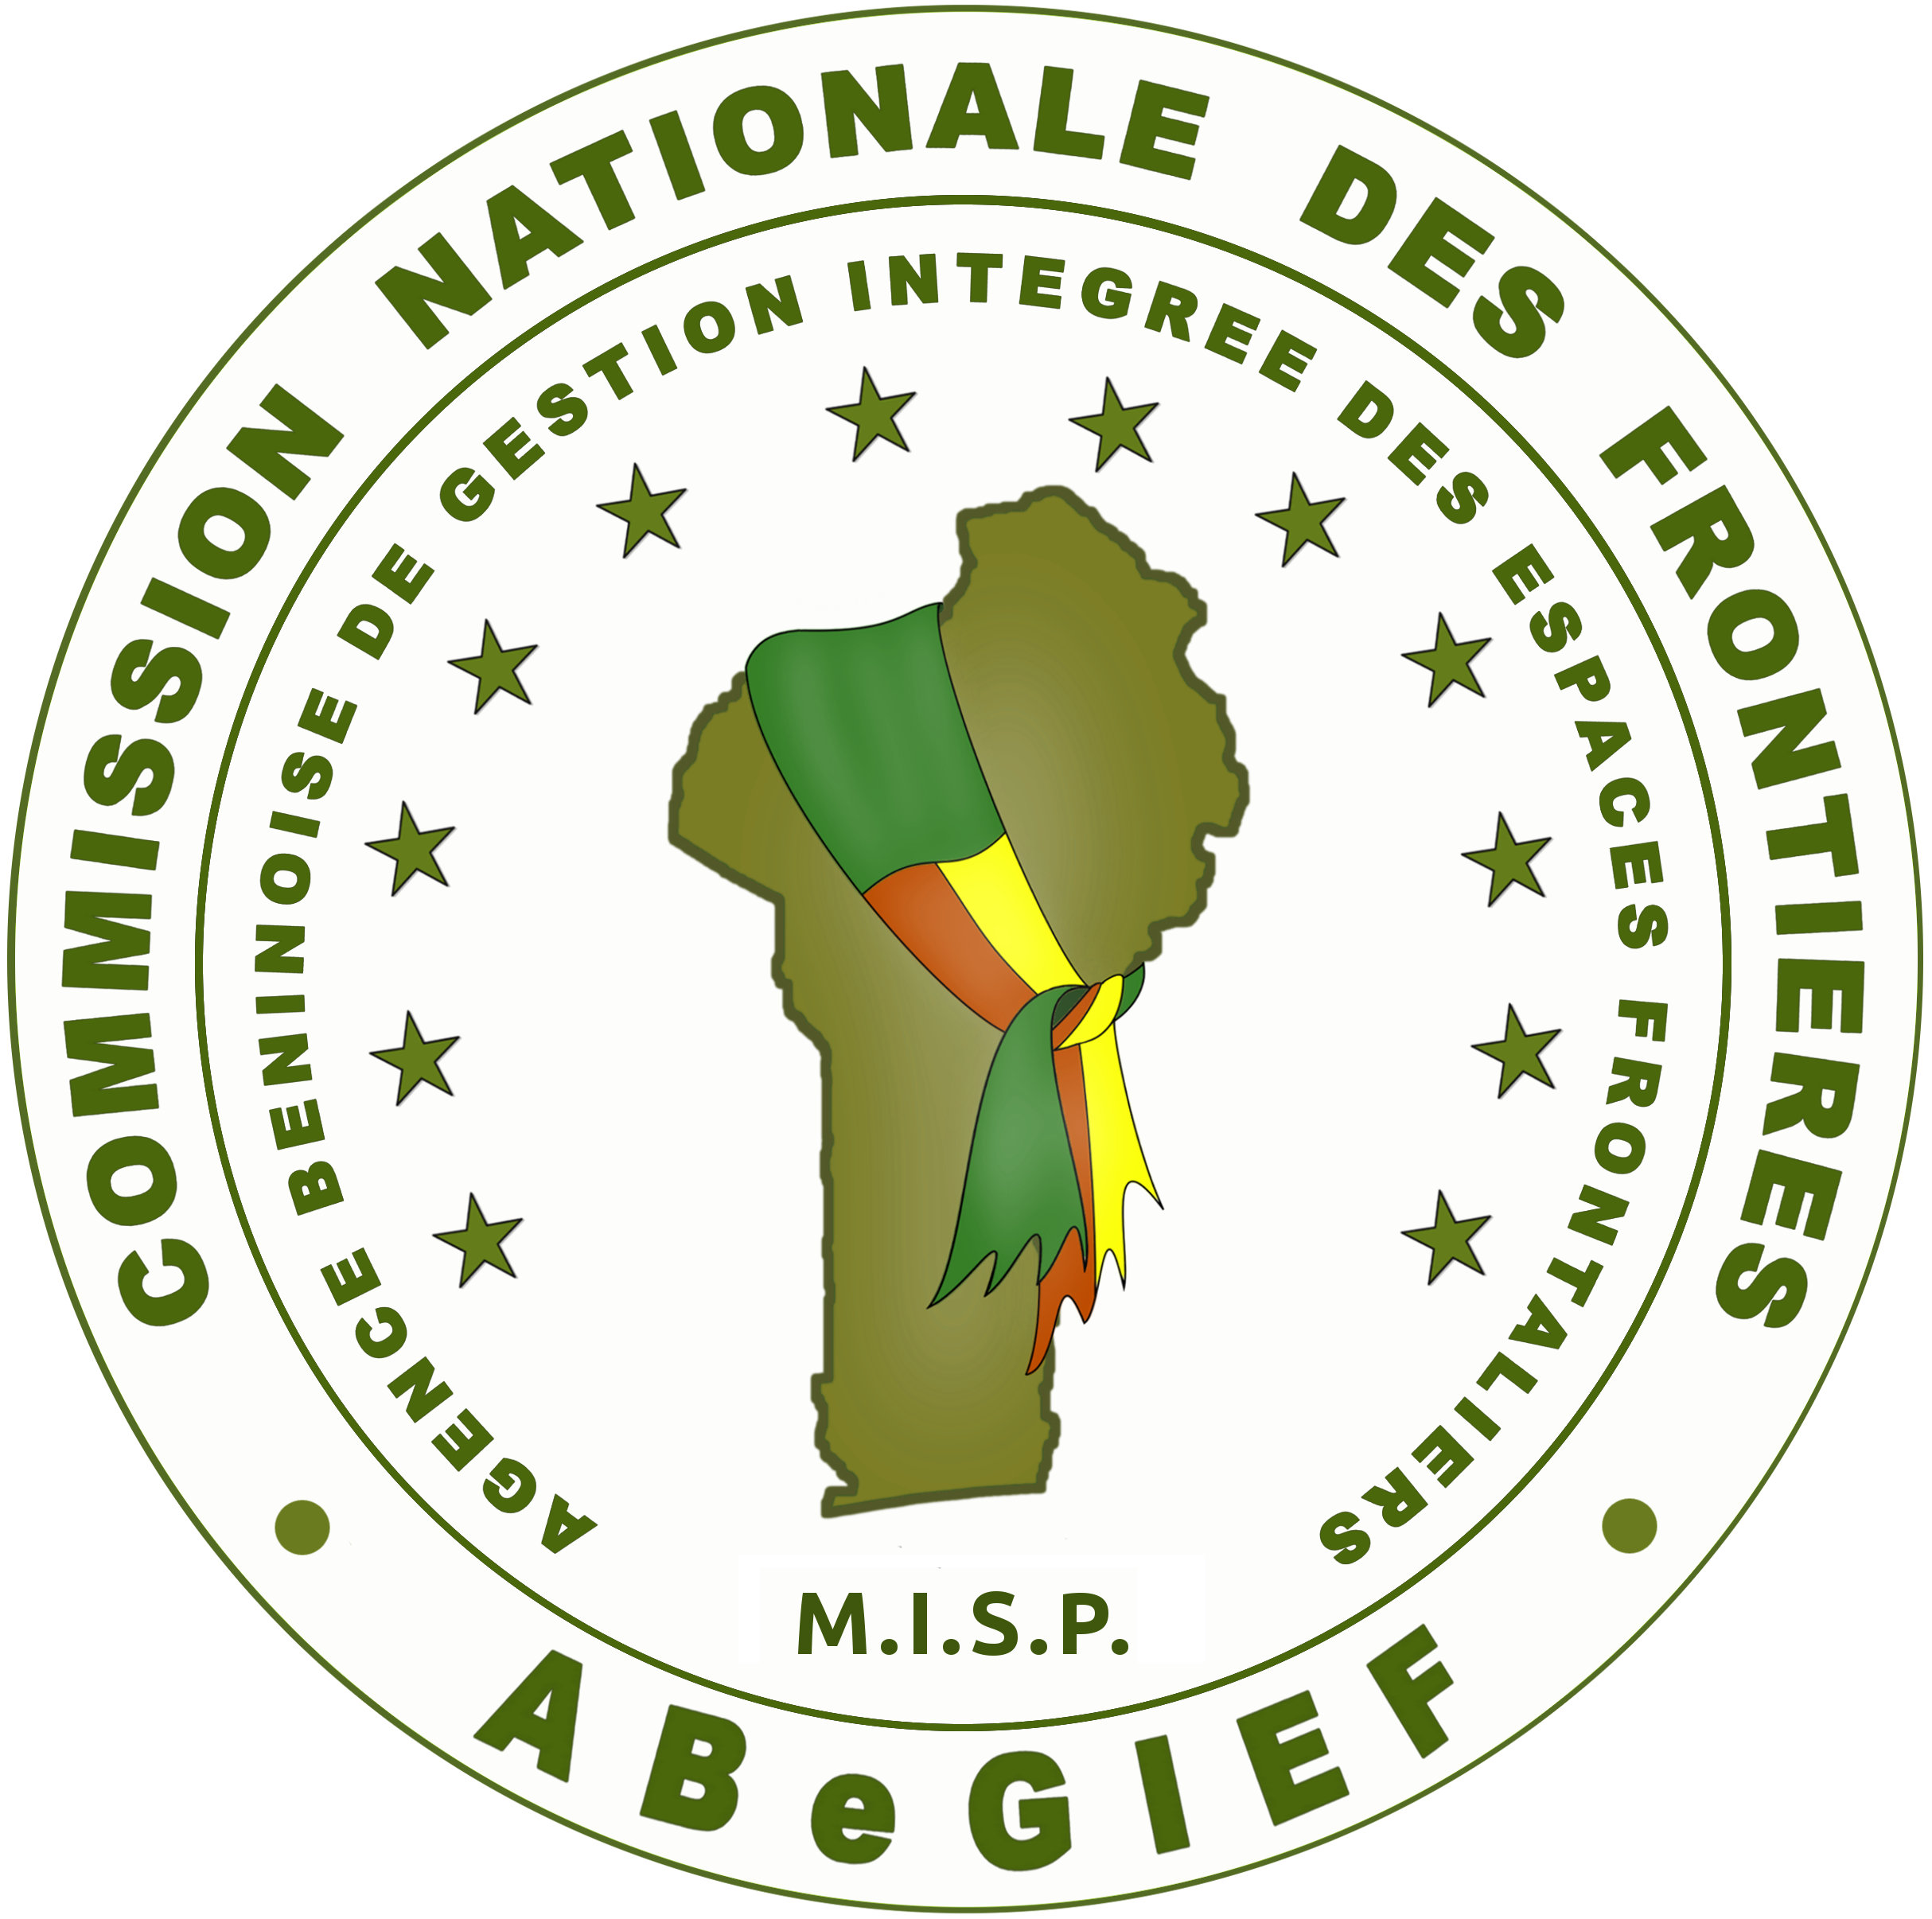 COMMISSION NATIONALE DES FRONTIERES
AGENCE BENINOISE DE GESTION INTEGREE DES ESPACES FRONTALIERS
M.I.S.P.
ABeGIEF